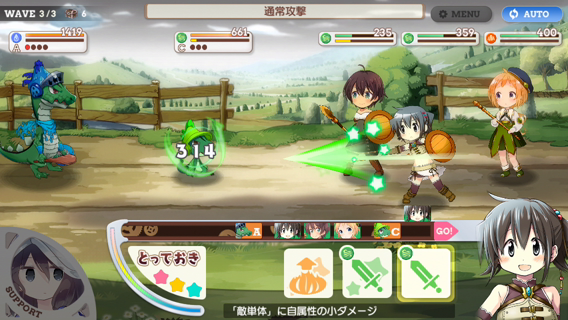 WAVE 3/3
6
通常攻撃
MENU
AUTO
1419
A
661
C
235
359
400
314
A
C
GO!
とっておき
SUPPORT
「敵単体」に自属性の小ダメージ